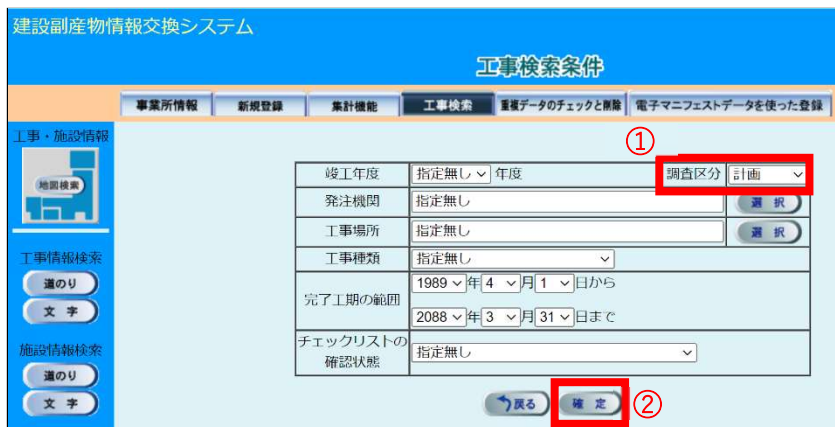 建設副産物情報交換システム
工事検索条件
事業所情報 新規登録 集計機能 工事検索 重複データのチェックと削除 電子マニフェストデータを使った登録
工事・施設情報
地図検索
①
竣工年度 指定無し 年度 調査区分 計画
発注機関 指定無し 選択
工事場所 指定無し 選択
工事情報検索
工事種類 指定無し
道のり
文字
完了工期の範囲
1989 年 4 月 1 日から
2088 年 3 月 31 日まで
施設情報検索
チェックリストの
確認状態
指定無し
道のり
文字
戻る 確定 ②